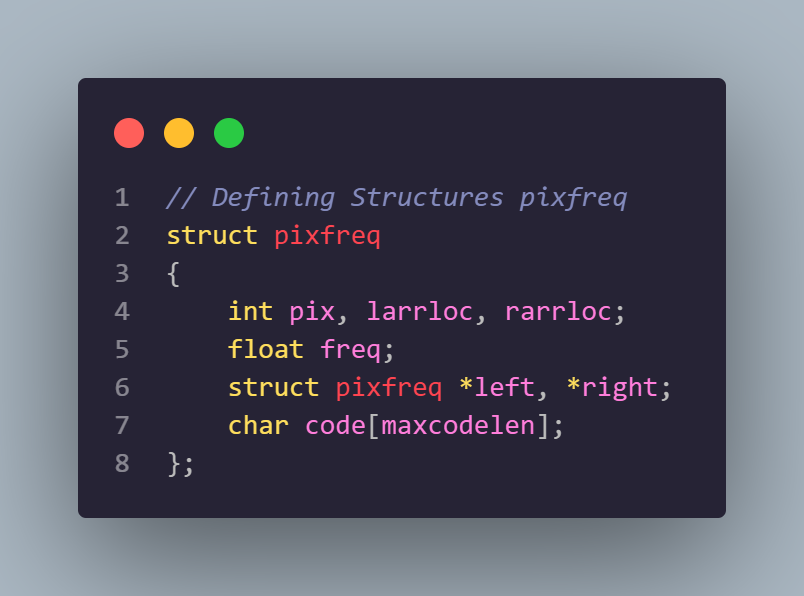 1 // Defining Structures pixfreq
2 struct pixfreq
3 {
4     int pix, larrloc, rarrloc;
5     float freq;
6     struct pixfreq *left, *right;
7     char code[maxcodelen];
8 };